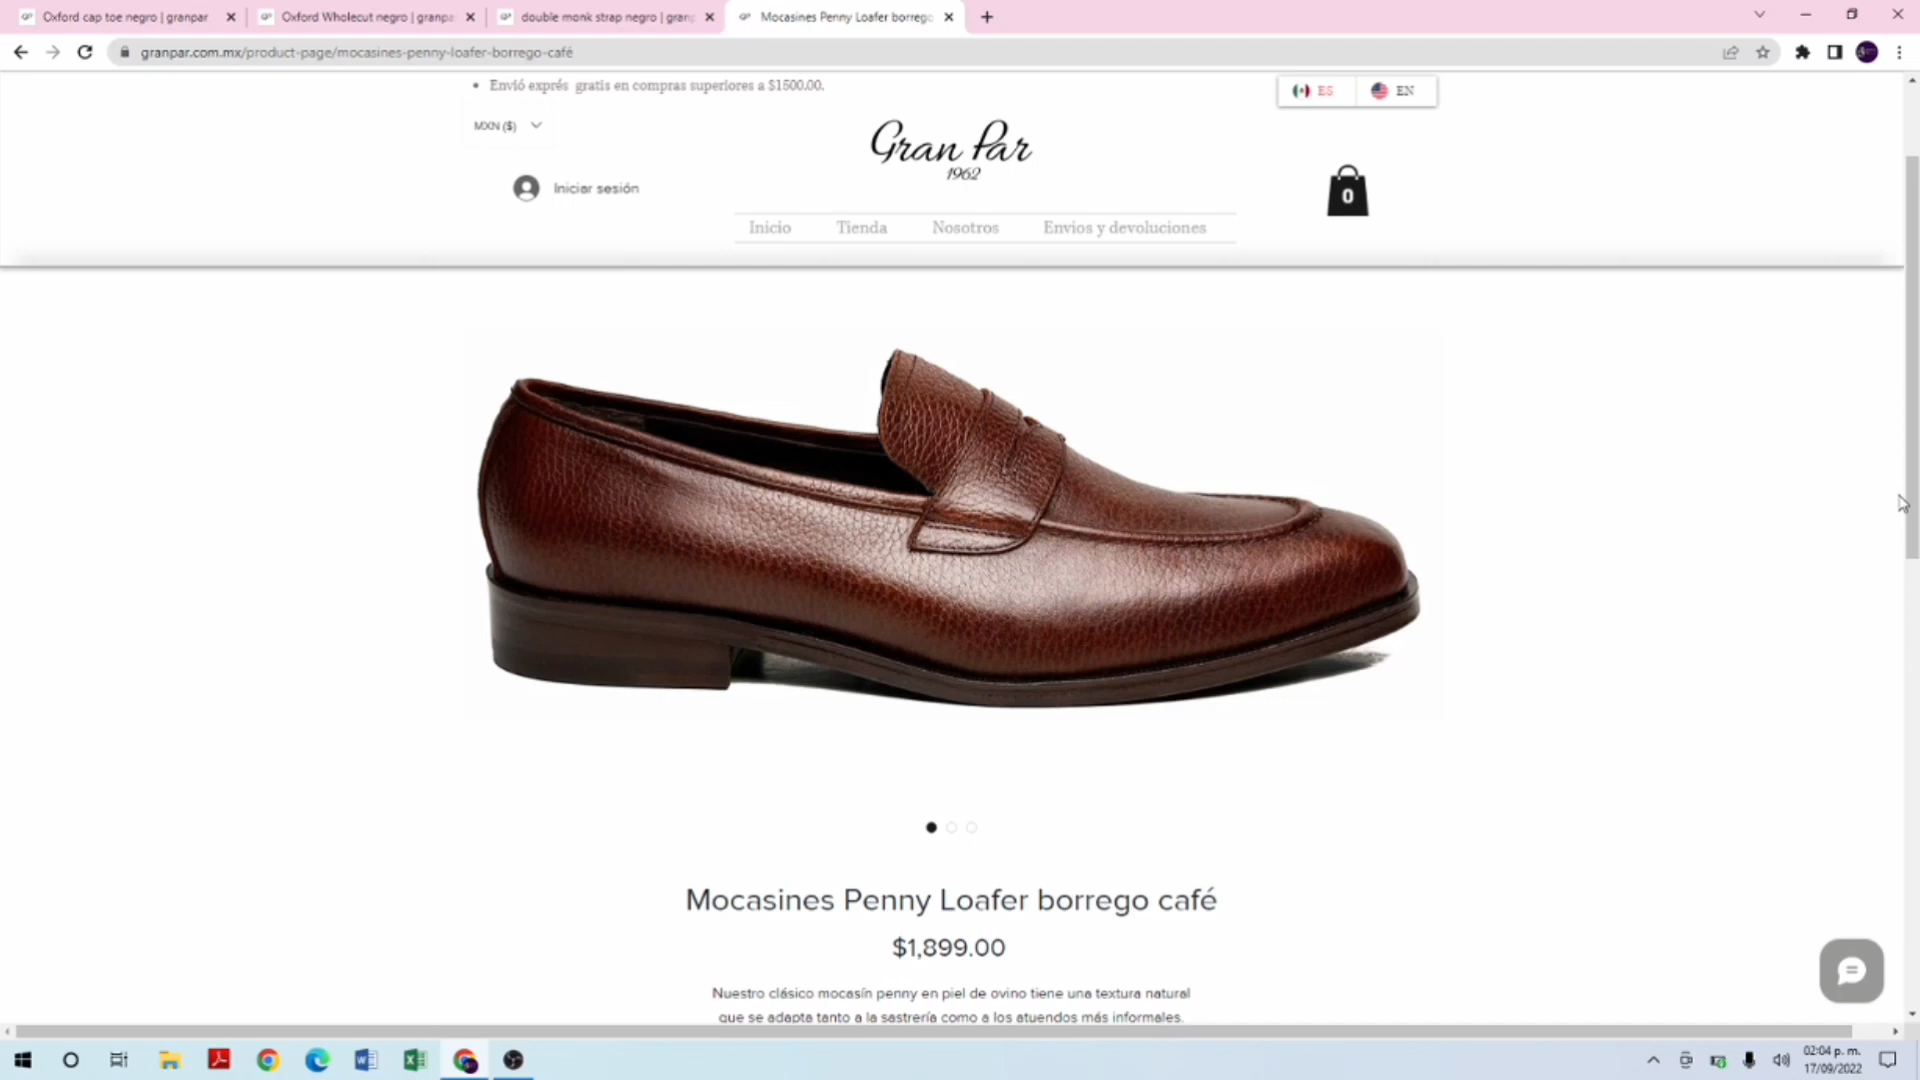 Oxford cap toe negro | granpar
Oxford Wholecut negro | granpa
double monk strap negro | gran
Mocasines Penny Loafer borrego
granpar.com.mx/product-page/mocasines-penny-loafer-borrego-café
Envió exprés gratis en compras superiores a $1500.00.
ES
EN
MXN ($)
Gran Par
1962
Iniciar sesión
0
Inicio
Tienda
Nosotros
Envios y devoluciones
Mocasines Penny Loafer borrego café
$1,899.00
Nuestro clásico mocasín penny en piel de ovino tiene una textura natural
que se adapta tanto a la sastrería como a los atuendos más informales.
02:04 p. m.
17/09/2022